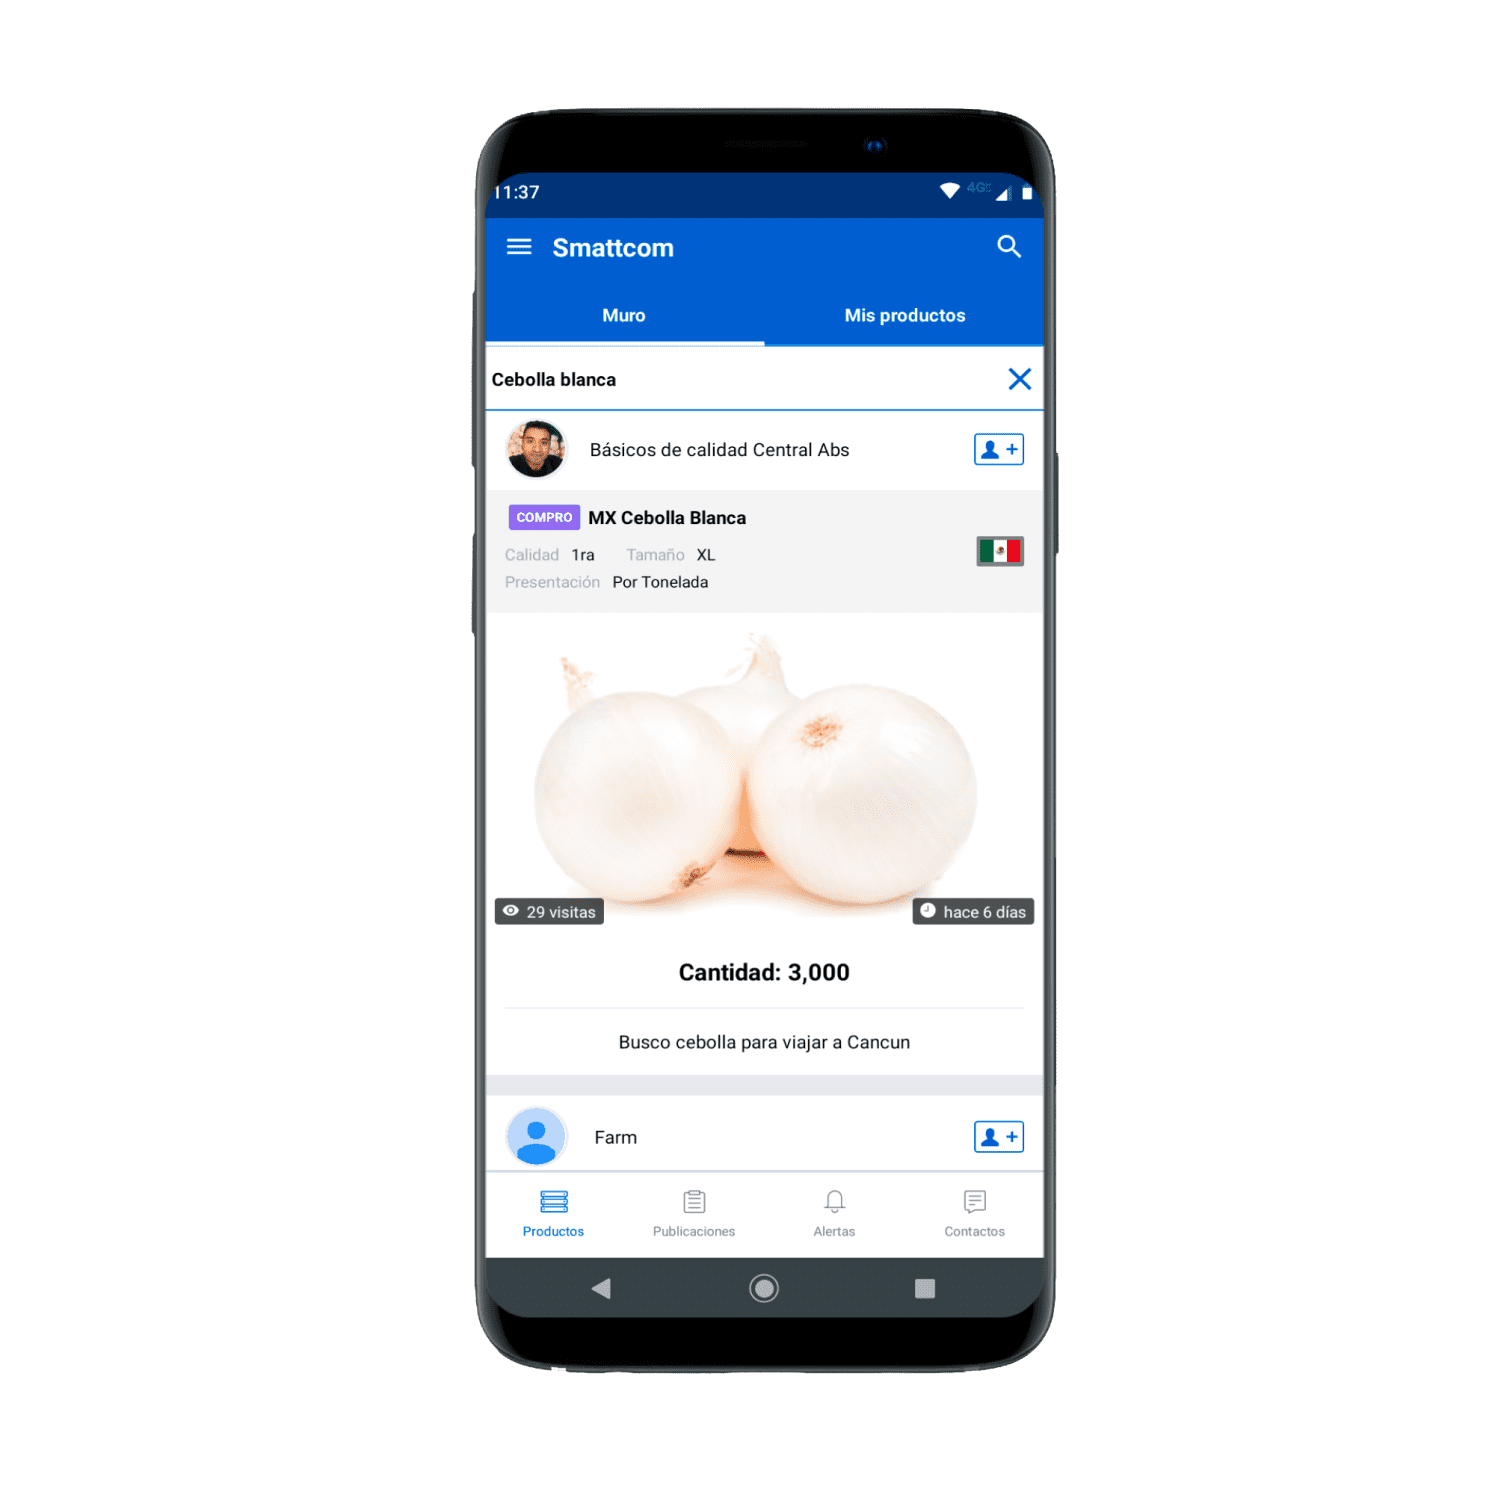 11:37 4G
Smattcom
Muro Mis productos
Cebolla blanca
Básicos de calidad Central Abs
COMPRO MX Cebolla Blanca
Calidad 1ra Tamaño XL
Presentación Por Tonelada
29 visitas hace 6 días
Cantidad: 3,000
Busco cebolla para viajar a Cancun
Farm
Productos Publicaciones Alertas Contactos